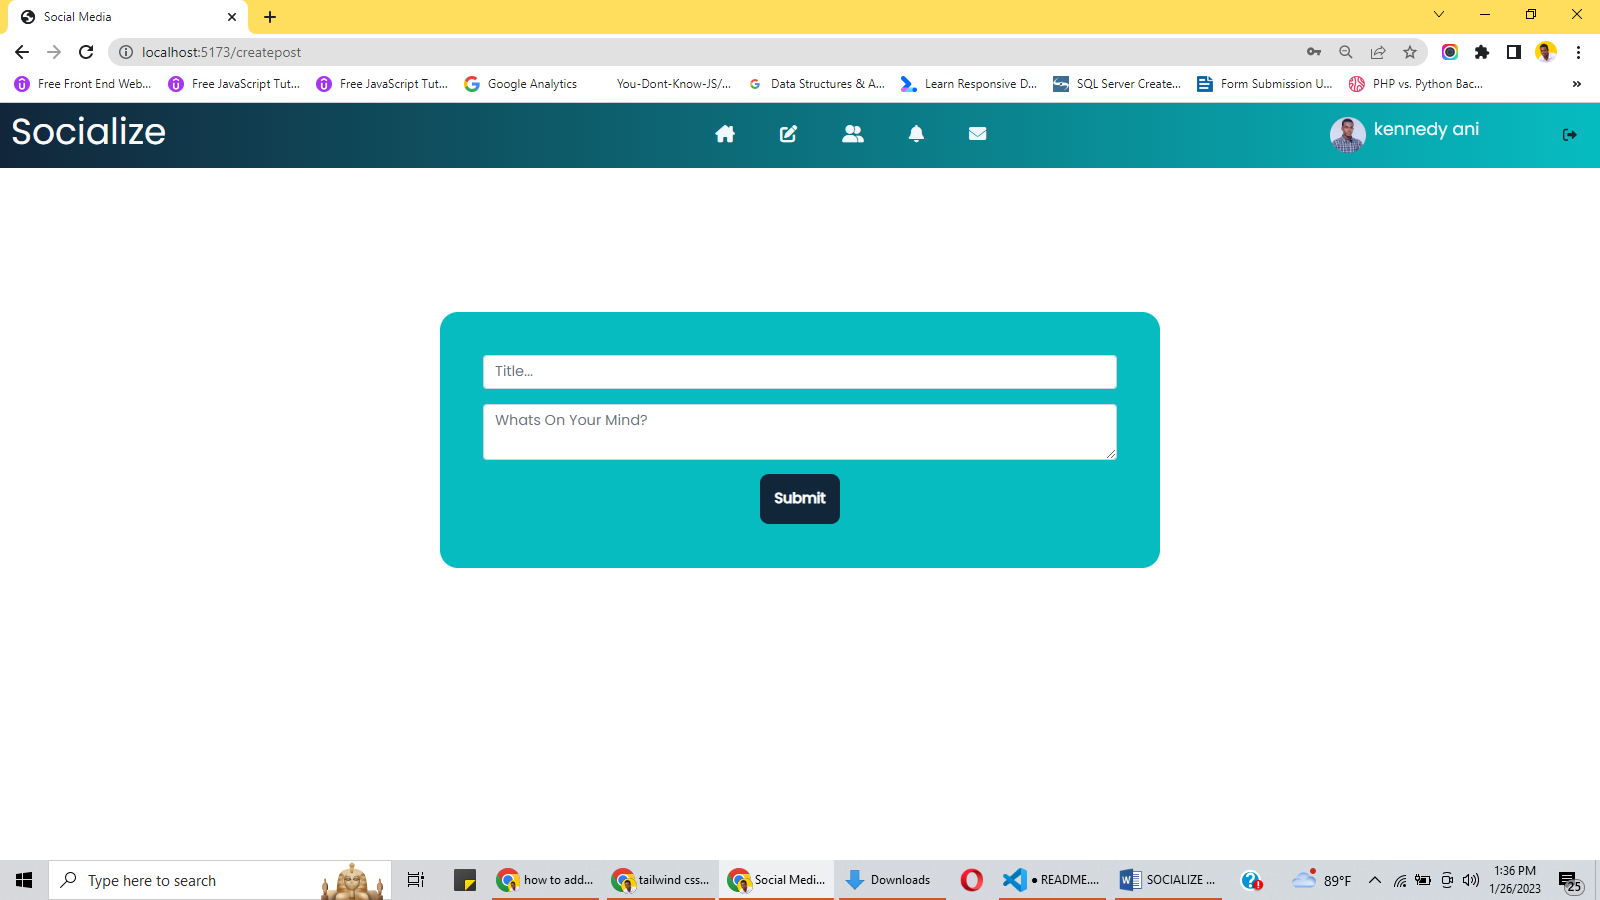 Social Media
localhost:5173/createpost
Free Front End Web...
Free JavaScript Tut...
Free JavaScript Tut...
Google Analytics
You-Dont-Know-JS/...
Data Structures & A...
Learn Responsive D...
SQL Server Create...
Form Submission U...
PHP vs. Python Bac...
»
Socialize
kennedy ani
Title...
Whats On Your Mind?
Submit
Type here to search
how to add...
tailwind css...
Social Medi...
Downloads
• README....
SOCIALIZE ...
89°F
1:36 PM
1/26/2023
25